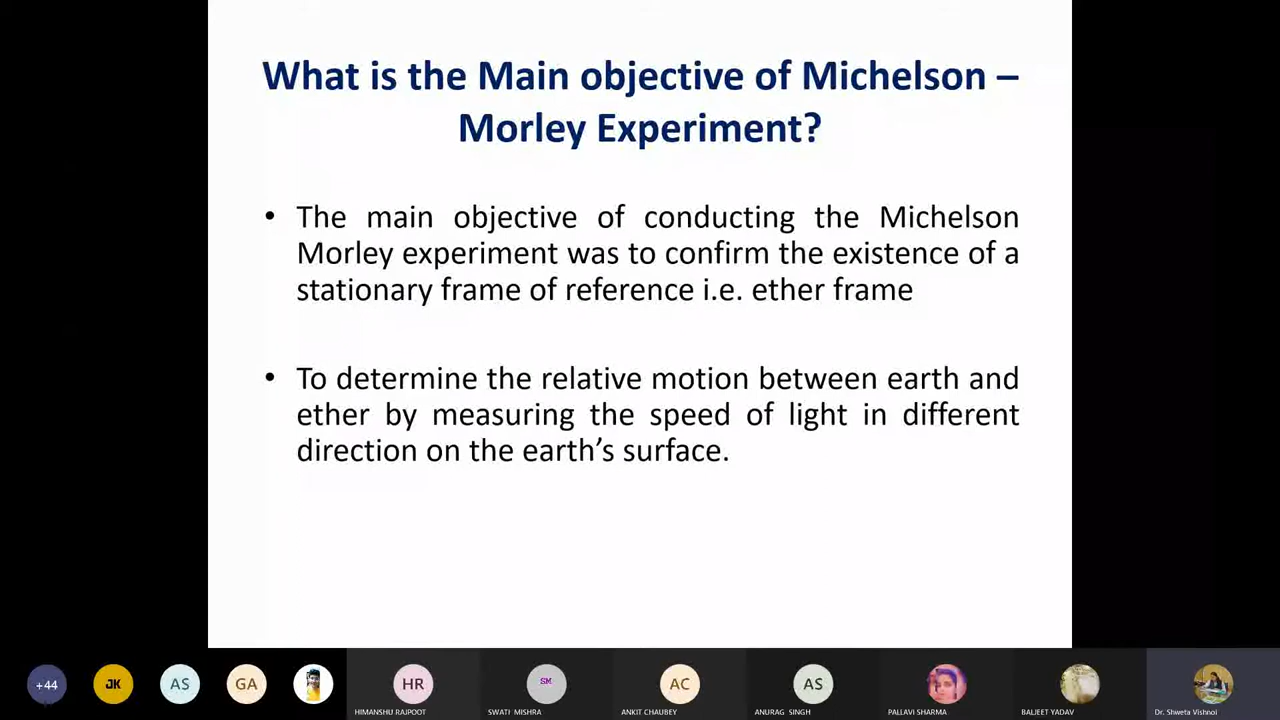 What is the Main objective of Michelson –
Morley Experiment?
• The main objective of conducting the Michelson
Morley experiment was to confirm the existence of a
stationary frame of reference i.e. ether frame
• To determine the relative motion between earth and
ether by measuring the speed of light in different
direction on the earth’s surface.
+44
JK
AS
GA
HR
SM
AC
AS
HIMANSHU RAJPOOT
SWATI MISHRA
ANKIT CHAUBEY
ANURAG SINGH
PALLAVI SHARMA
BALJEET YADAV
Dr. Shweta Vishnoi